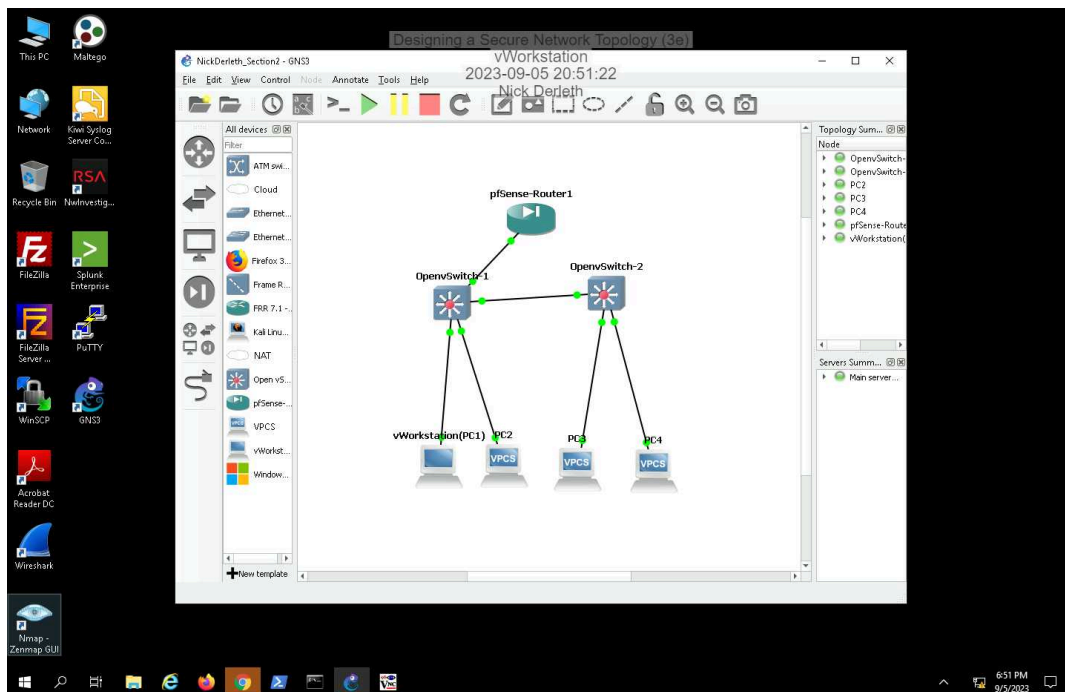 This PC
Maltego
Network
Kiwi Syslog
Server Co...
Recycle Bin
RSA
NwInvestig...
FileZilla
Splunk
Enterprise
FileZilla
Server ...
PuTTY
WinSCP
GNS3
Acrobat
Reader DC
Wireshark
Nmap -
Zenmap GUI
Designing a Secure Network Topology (3e)
vWorkstation
2023-09-05 20:51:22
Nick Derleth
NickDerleth_Section2 - GNS3
File Edit View Control Node Annotate Tools Help
All devices
Filter
ATM swi...
Cloud
Ethernet...
Ethernet...
Firefox 3...
Frame R...
FRR 7.1 -...
Kali Linu...
NAT
Open vS...
pfSense-...
VPCS
vWorkst...
Window...
New template
pfSense-Router1
OpenvSwitch-1
OpenvSwitch-2
vWorkstation(PC1)
PC2
PC3
PC4
VPCS
VPCS
VPCS
Topology Sum...
Node
OpenvSwitch-
OpenvSwitch-
PC2
PC3
PC4
pfSense-Route
vWorkstation(
Servers Summ...
Main server...
6:51 PM
9/5/2023